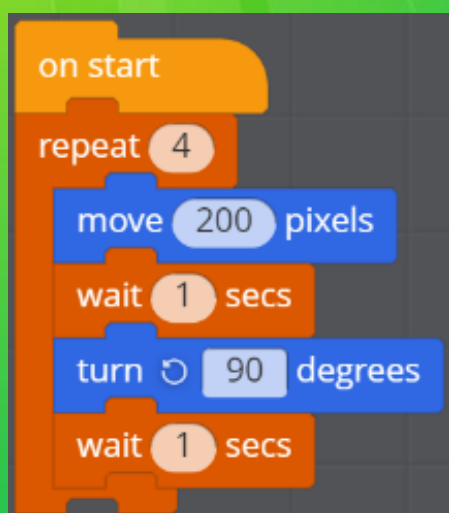 on start
repeat 4
move 200 pixels
wait 1 secs
turn 90 degrees
wait 1 secs